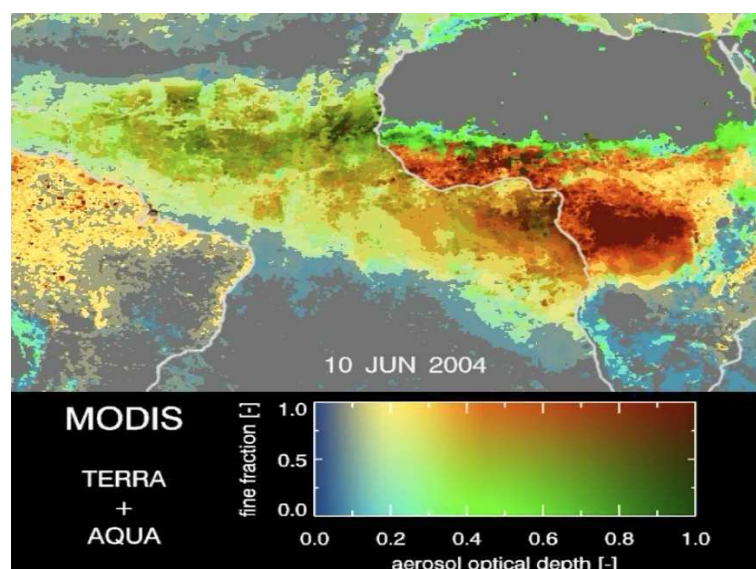 10 JUN 2004
MODIS
TERRA
+
AQUA
fine fraction [-]
1.0
0.5
0.0
0.0 0.2 0.4 0.6 0.8 1.0
aerosol optical depth [-]